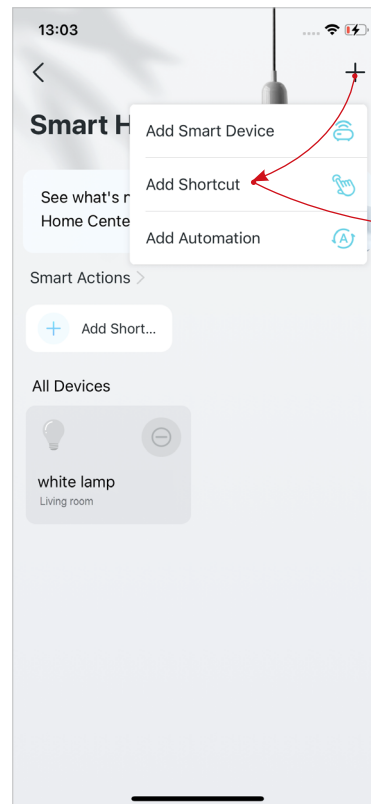 13:03
Smart H
Add Smart Device
Add Shortcut
Add Automation
See what's r
Home Cente
Smart Actions >
Add Short...
All Devices
white lamp
Living room